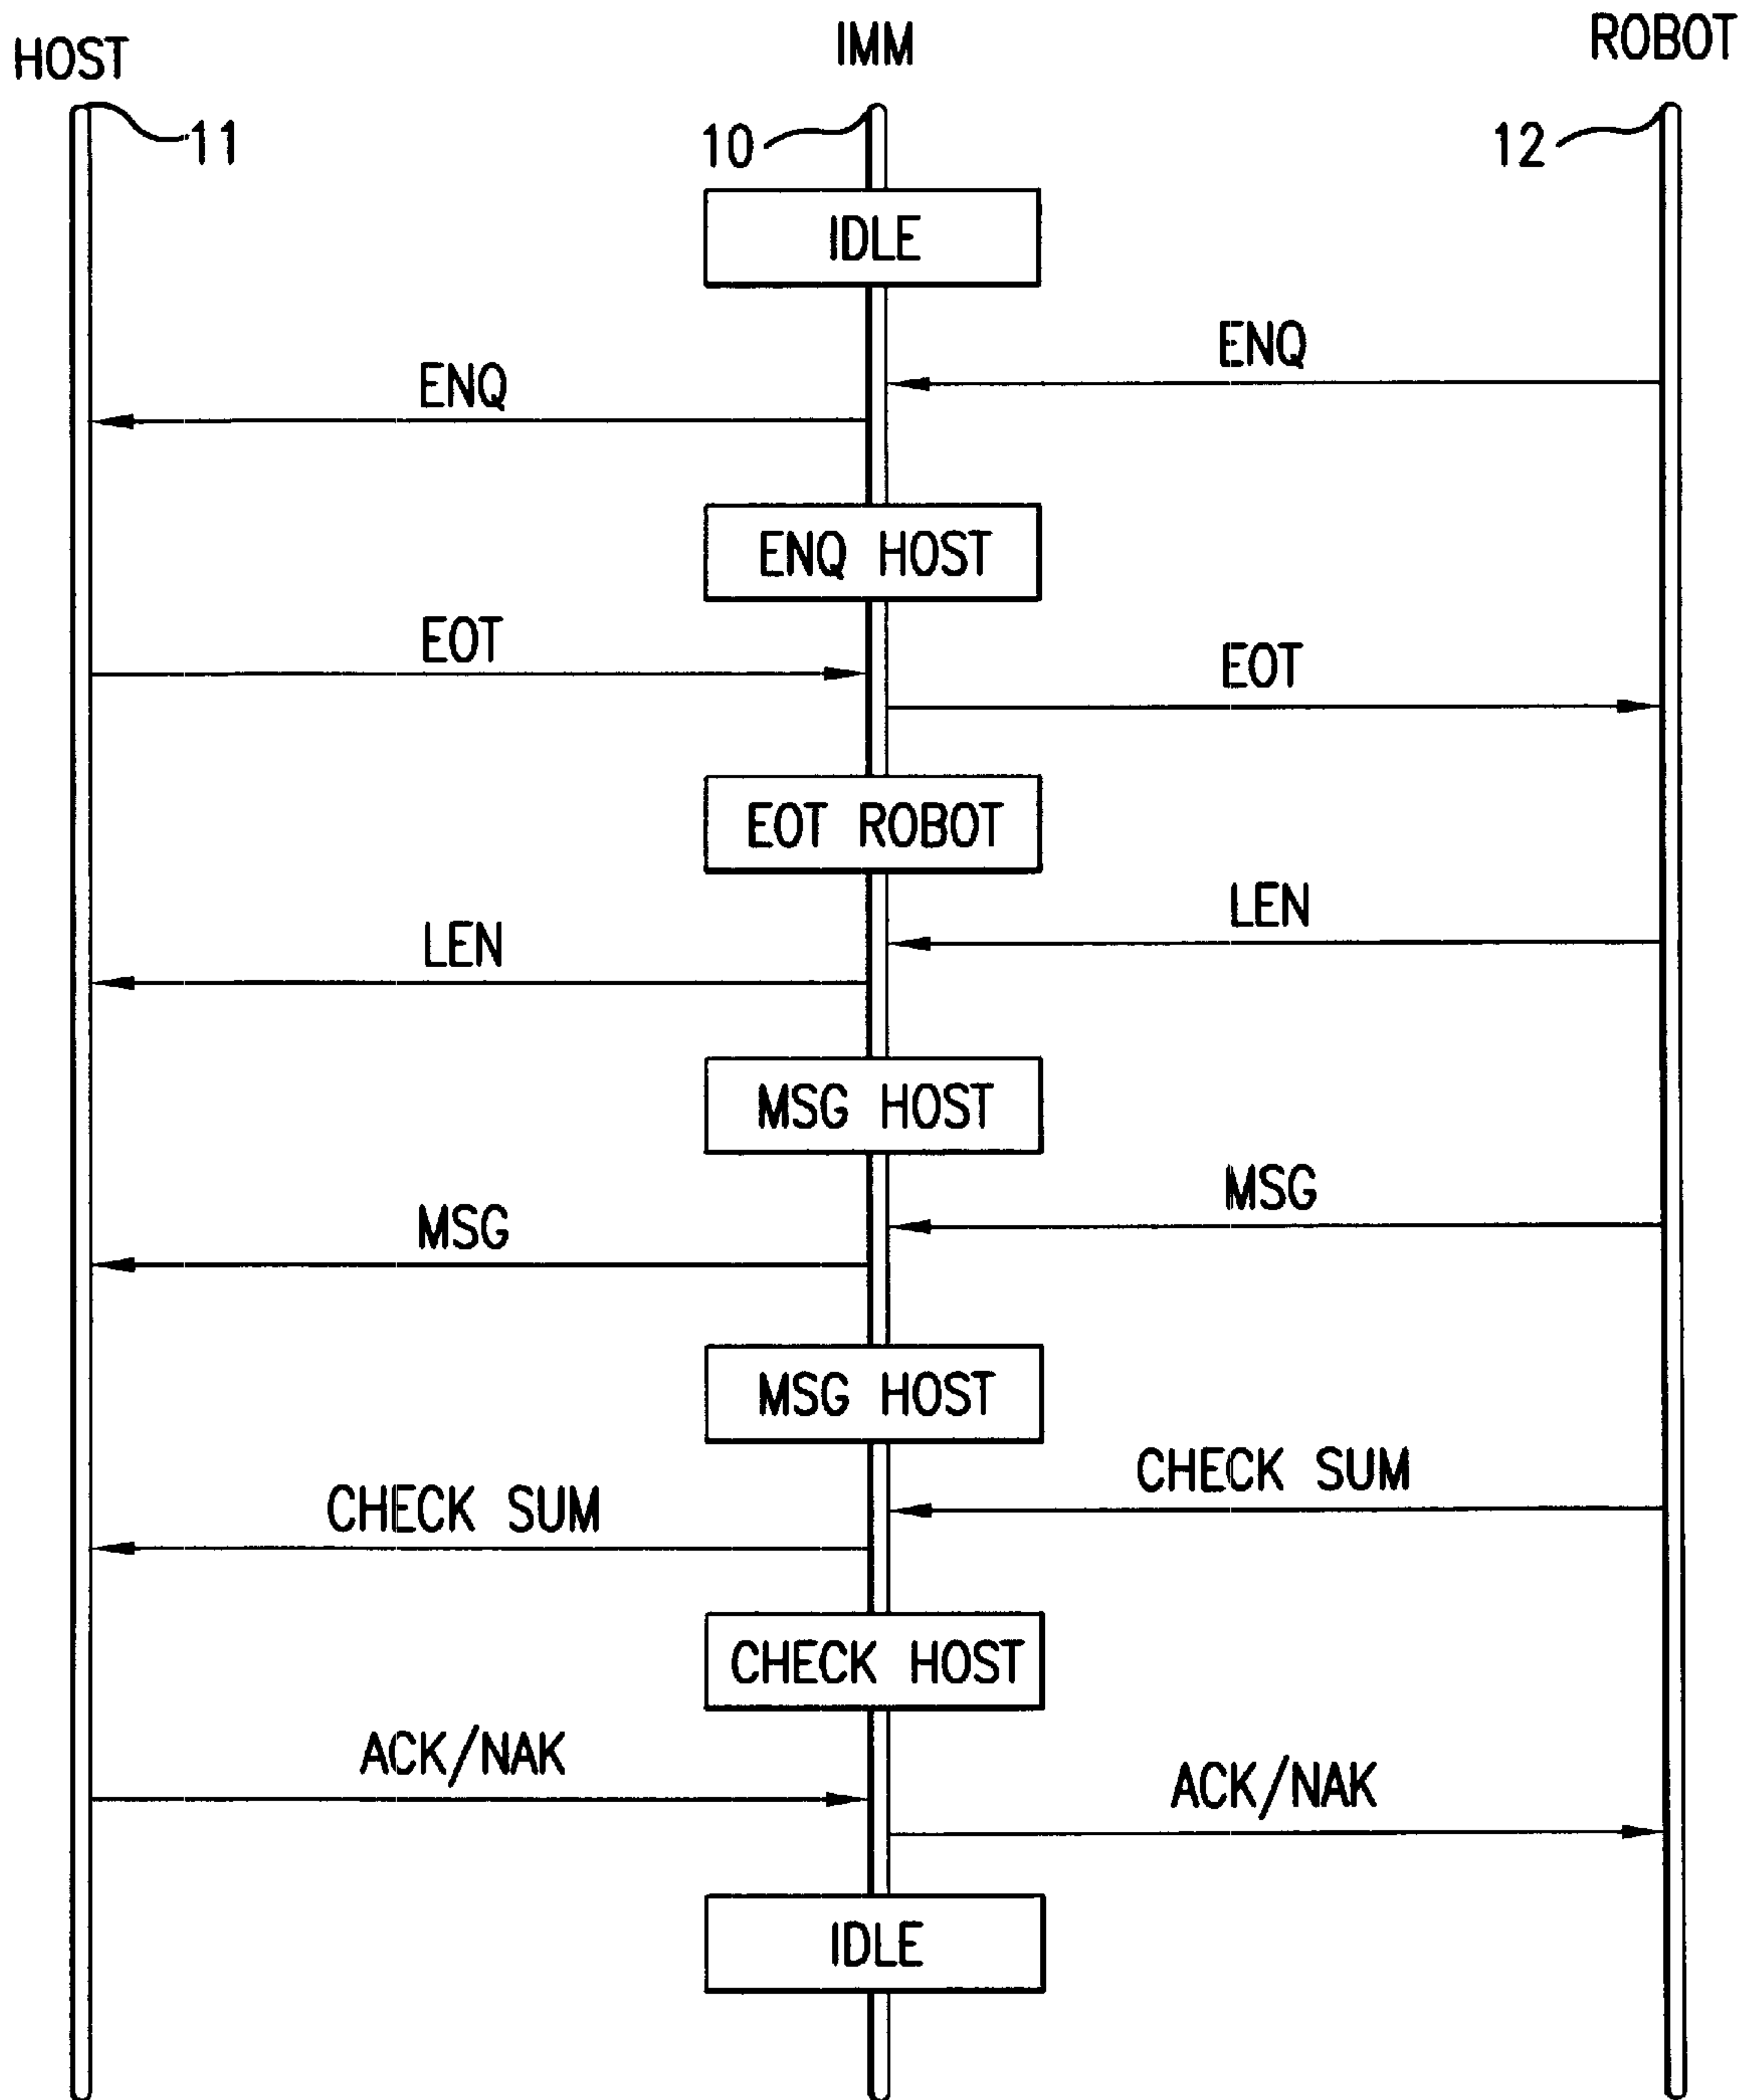 HOST
IMM
ROBOT
11
10
12
IDLE
ENQ
ENQ
ENQ HOST
EOT
EOT
EOT ROBOT
LEN
LEN
MSG HOST
MSG
MSG
MSG HOST
CHECK SUM
CHECK SUM
CHECK HOST
ACK/NAK
ACK/NAK
IDLE